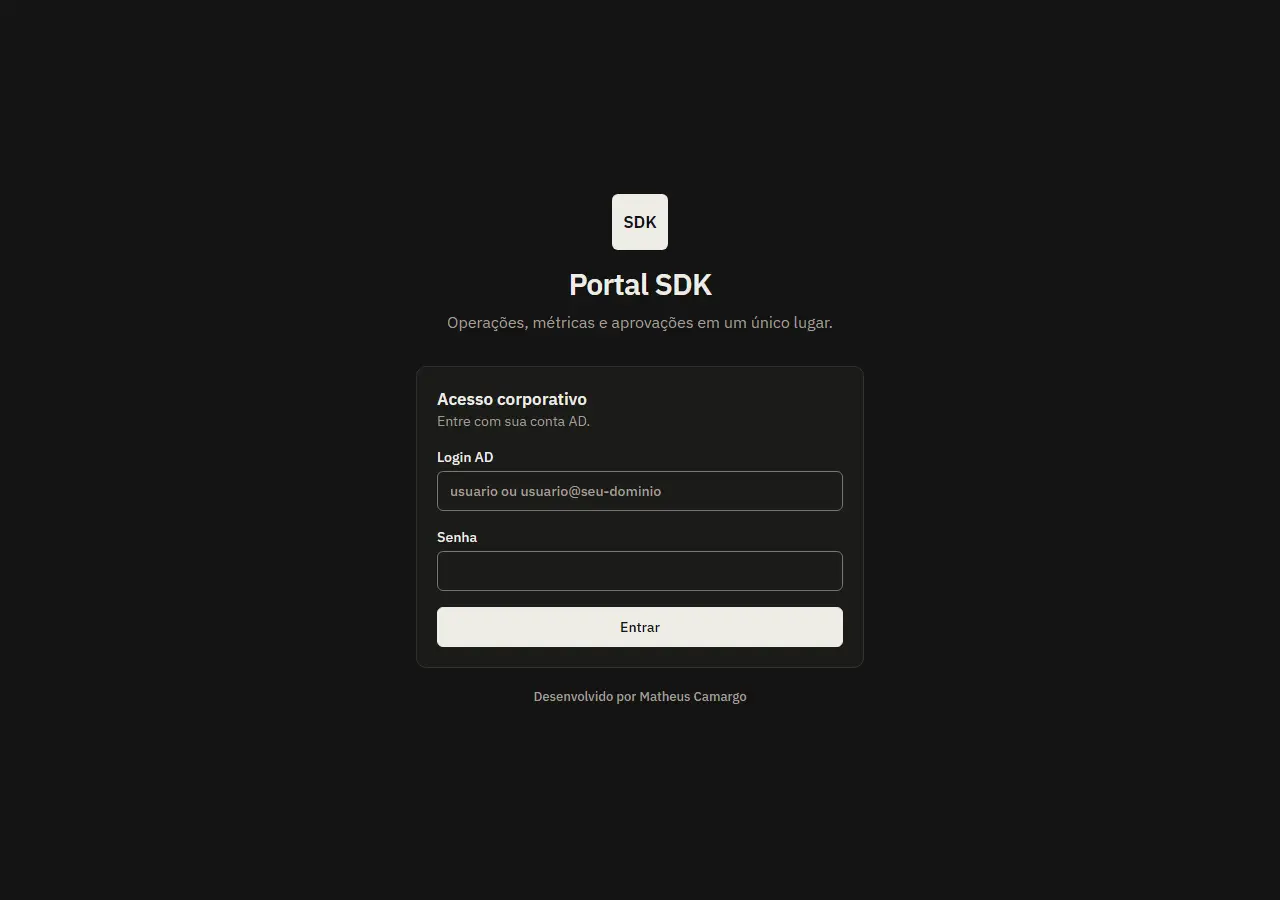 SDK
Portal SDK
Operações, métricas e aprovações em um único lugar.
Acesso corporativo
Entre com sua conta AD.
Login AD
usuario ou usuario@seu-dominio
Senha
Entrar
Desenvolvido por Matheus Camargo